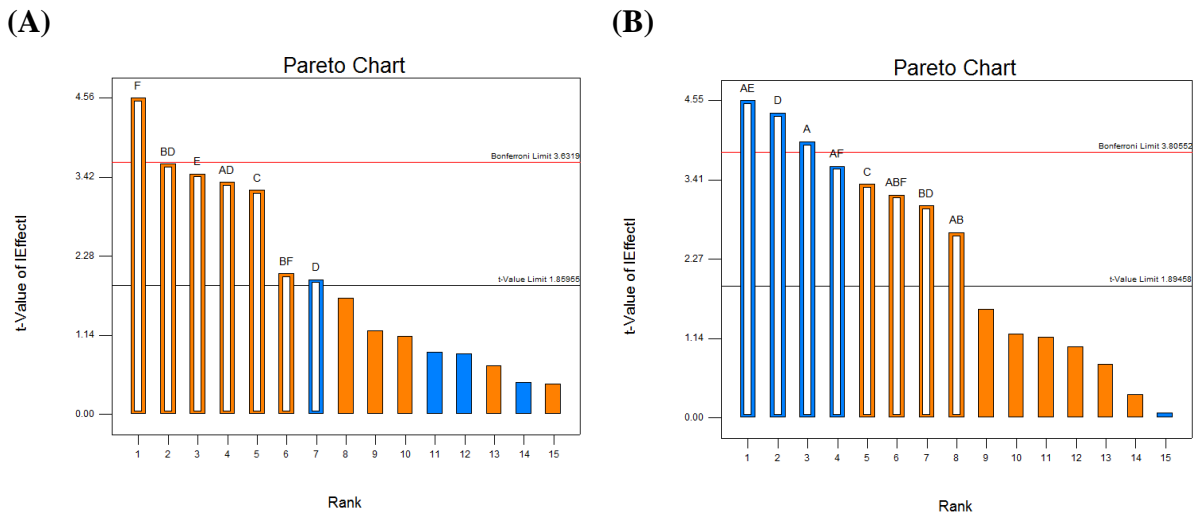 (A)
Pareto Chart
t-Value of |Effect|
4.56
3.42
2.28
1.14
0.00
F
BD
E
AD
C
BF
D
Bonferroni Limit 3.6319
t-Value Limit 1.85955
1 2 3 4 5 6 7 8 9 10 11 12 13 14 15
Rank
(B)
Pareto Chart
t-Value of |Effect|
4.55
3.41
2.27
1.14
0.00
AE
D
A
AF
C
ABF
BD
AB
Bonferroni Limit 3.80552
t-Value Limit 1.89458
1 2 3 4 5 6 7 8 9 10 11 12 13 14 15
Rank